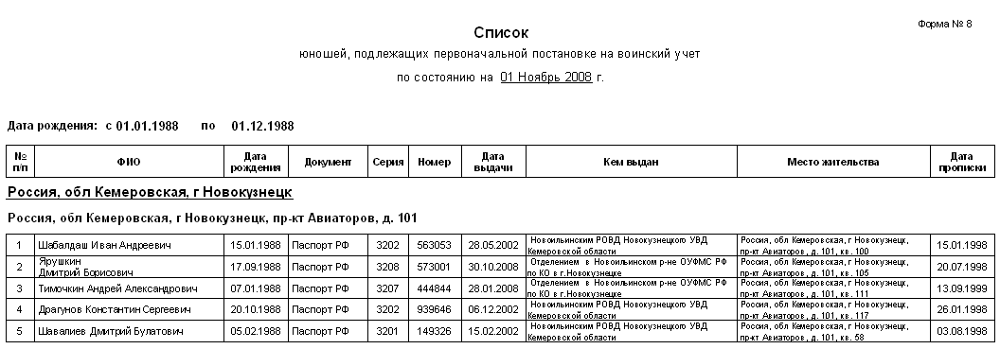 Форма № 8
Список
юношей, подлежащих первоначальной постановке на воинский учет
по состоянию на 01 Ноябрь 2008 г.
Дата рождения: с 01.01.1988 по 01.12.1988
№ п/п ФИО Дата рождения Документ Серия Номер Дата выдачи Кем выдан Место жительства Дата прописки
Россия, обл Кемеровская, г Новокузнецк
Россия, обл Кемеровская, г Новокузнецк, пр-кт Авиаторов, д. 101
1 Шабалдаш Иван Андреевич 15.01.1988 Паспорт РФ 3202 563053 28.05.2002 Новоильинским РОВД Новокузнецкого УВД Кемеровской области Россия, обл Кемеровская, г Новокузнецк, пр-кт Авиаторов, д. 101, кв. 100 15.01.1998
2 Ярушкин Дмитрий Борисович 17.09.1988 Паспорт РФ 3208 573001 30.10.2008 Отделением в Новоильинском р-не ОУФМС РФ по КО в г.Новокузнецке Россия, обл Кемеровская, г Новокузнецк, пр-кт Авиаторов, д. 101, кв. 105 20.07.1998
3 Тимочкин Андрей Александрович 07.01.1988 Паспорт РФ 3207 444844 28.01.2008 Отделением в Новоильинском р-не ОУФМС РФ по КО в г.Новокузнецке Россия, обл Кемеровская, г Новокузнецк, пр-кт Авиаторов, д. 101, кв. 111 13.09.1999
4 Драгунов Константин Сергеевич 20.10.1988 Паспорт РФ 3202 939646 06.12.2002 Новоильинским РОВД Новокузнецкого УВД Кемеровской области Россия, обл Кемеровская, г Новокузнецк, пр-кт Авиаторов, д. 101, кв. 117 26.01.1998
5 Шавалиев Дмитрий Булатович 05.02.1988 Паспорт РФ 3201 149326 15.02.2002 Новоильинским РОВД Новокузнецкого УВД Кемеровской области Россия, обл Кемеровская, г Новокузнецк, пр-кт Авиаторов, д. 101, кв. 58 03.08.1998